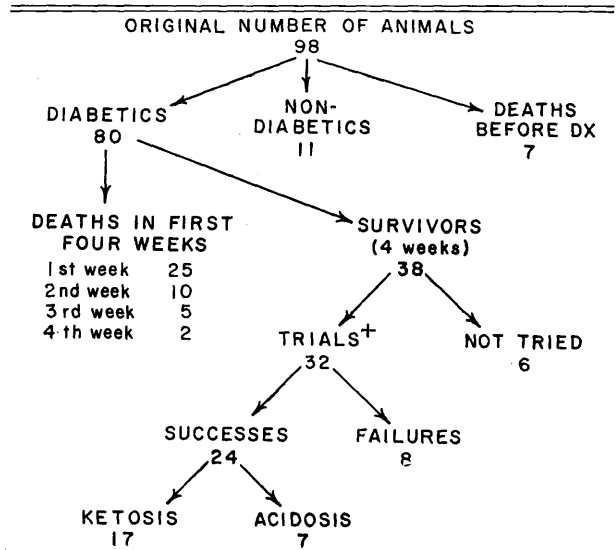 ORIGINAL NUMBER OF ANIMALS
98
DIABETICS
80
NON-
DIABETICS
11
DEATHS
BEFORE DX
7
DEATHS IN FIRST
FOUR WEEKS
1st week 25
2nd week 10
3rd week 5
4th week 2
SURVIVORS
(4 weeks)
38
TRIALS+
32
NOT TRIED
6
SUCCESSES
24
FAILURES
8
KETOSIS
17
ACIDOSIS
7